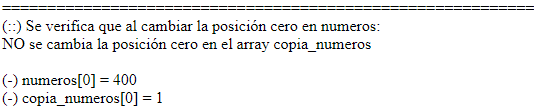 ============================================================
(::) Se verifica que al cambiar la posición cero en numeros:
NO se cambia la posición cero en el array copia_numeros
(-) numeros[0] = 400
(-) copia_numeros[0] = 1